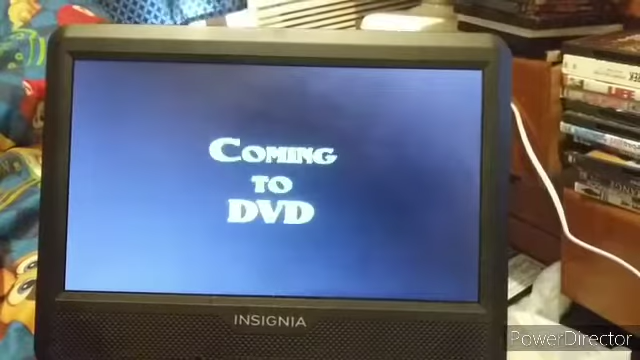 COMING
TO
DVD
INSIGNIA
PowerDirector